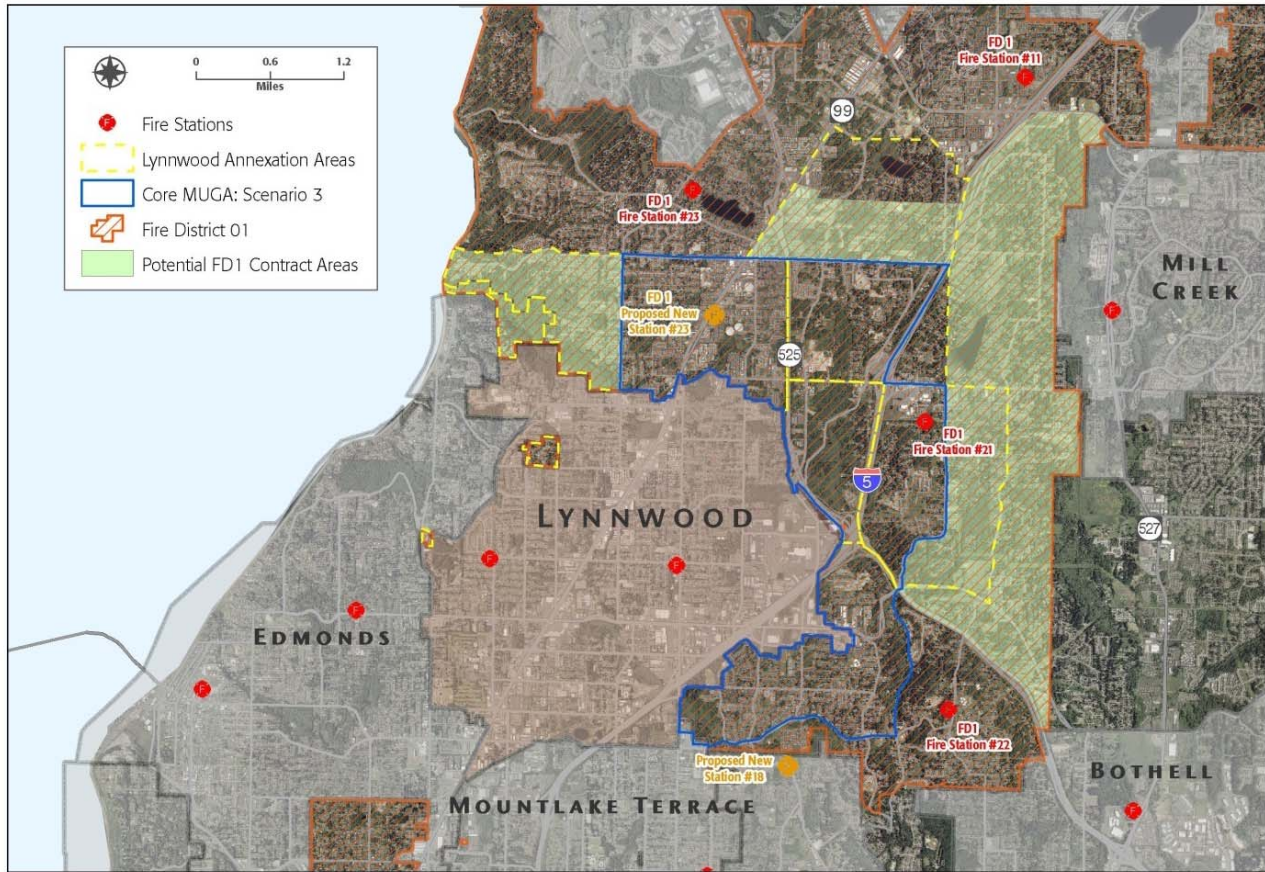 0 0.6 1.2
Miles
Fire Stations
Lynnwood Annexation Areas
Core MUGA: Scenario 3
Fire District 01
Potential FD1 Contract Areas
FD 1
Fire Station #11
99
FD 1
Fire Station #23
MILL
CREEK
FD 1
Proposed New
Station #23
525
FD1
Fire Station #21
5
LYNNWOOD
527
EDMONDS
FD1
Fire Station #22
Proposed New
Station #18
BOTHELL
MOUNTLAKE TERRACE
F
F
F
F
F
F
F
F
F
F